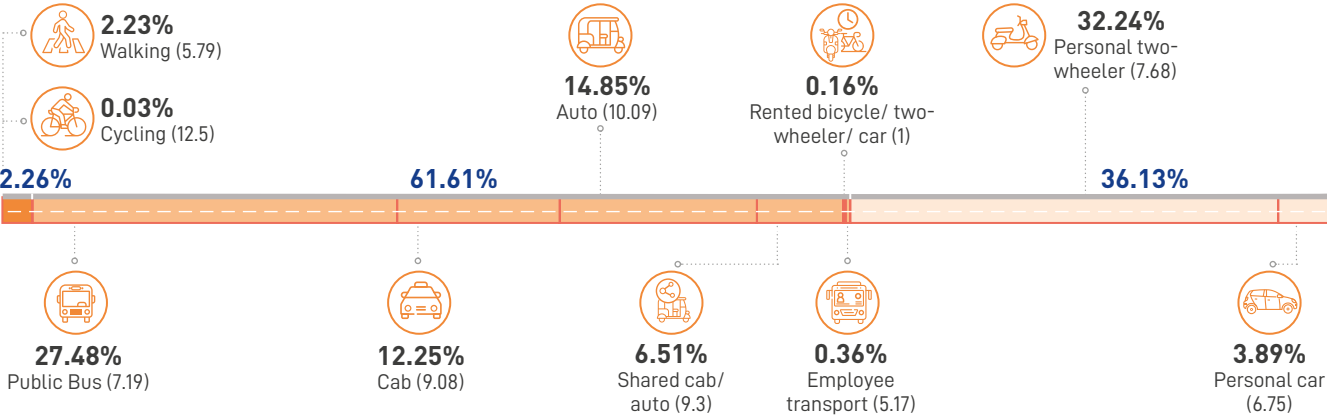 2.23%
Walking (5.79)
0.03%
Cycling (12.5)
14.85%
Auto (10.09)
0.16%
Rented bicycle/ two-
wheeler/ car (1)
32.24%
Personal two-
wheeler (7.68)
2.26%
61.61%
36.13%
27.48%
Public Bus (7.19)
12.25%
Cab (9.08)
6.51%
Shared cab/
auto (9.3)
0.36%
Employee
transport (5.17)
3.89%
Personal car
(6.75)